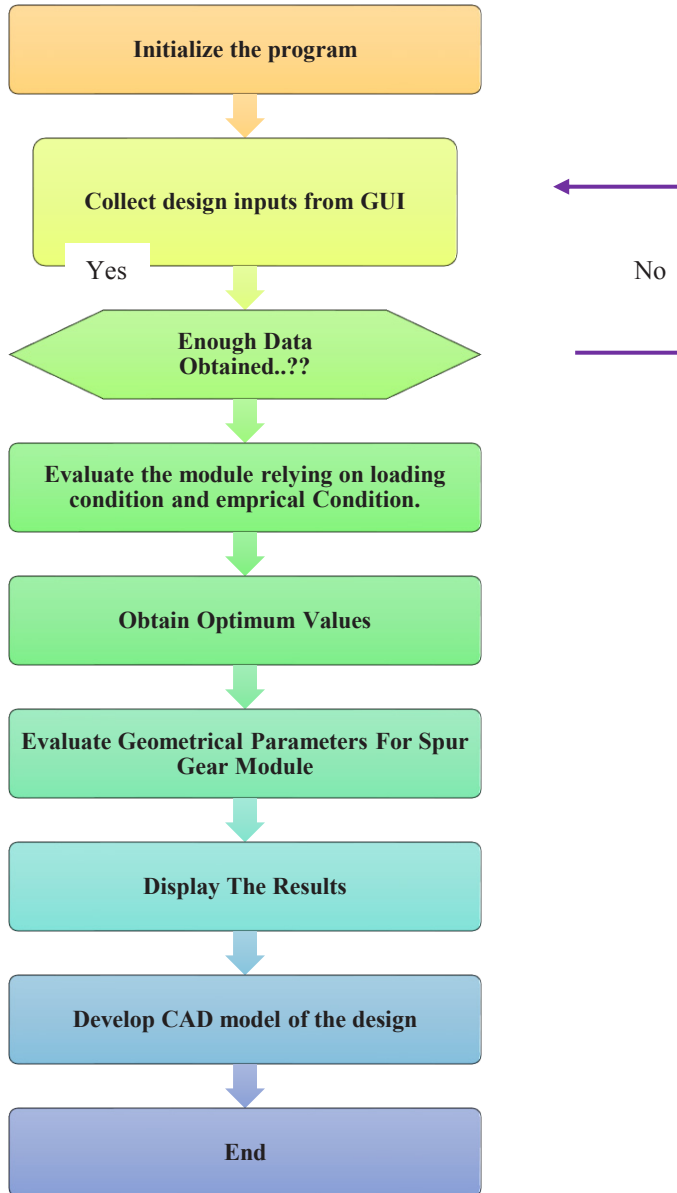 Initialize the program
Collect design inputs from GUI
Yes
No
Enough Data
Obtained..??
Evaluate the module relying on loading
condition and emprical Condition.
Obtain Optimum Values
Evaluate Geometrical Parameters For Spur
Gear Module
Display The Results
Develop CAD model of the design
End